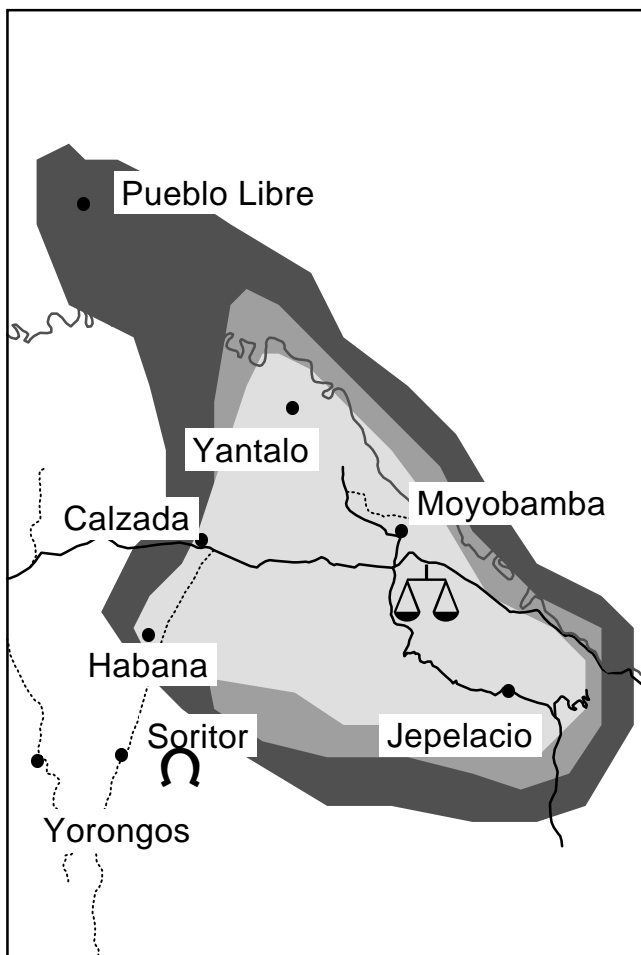 Pueblo Libre
Yantalo
Moyobamba
Calzada
Habana
Soritor
Jepelacio
Yorongos